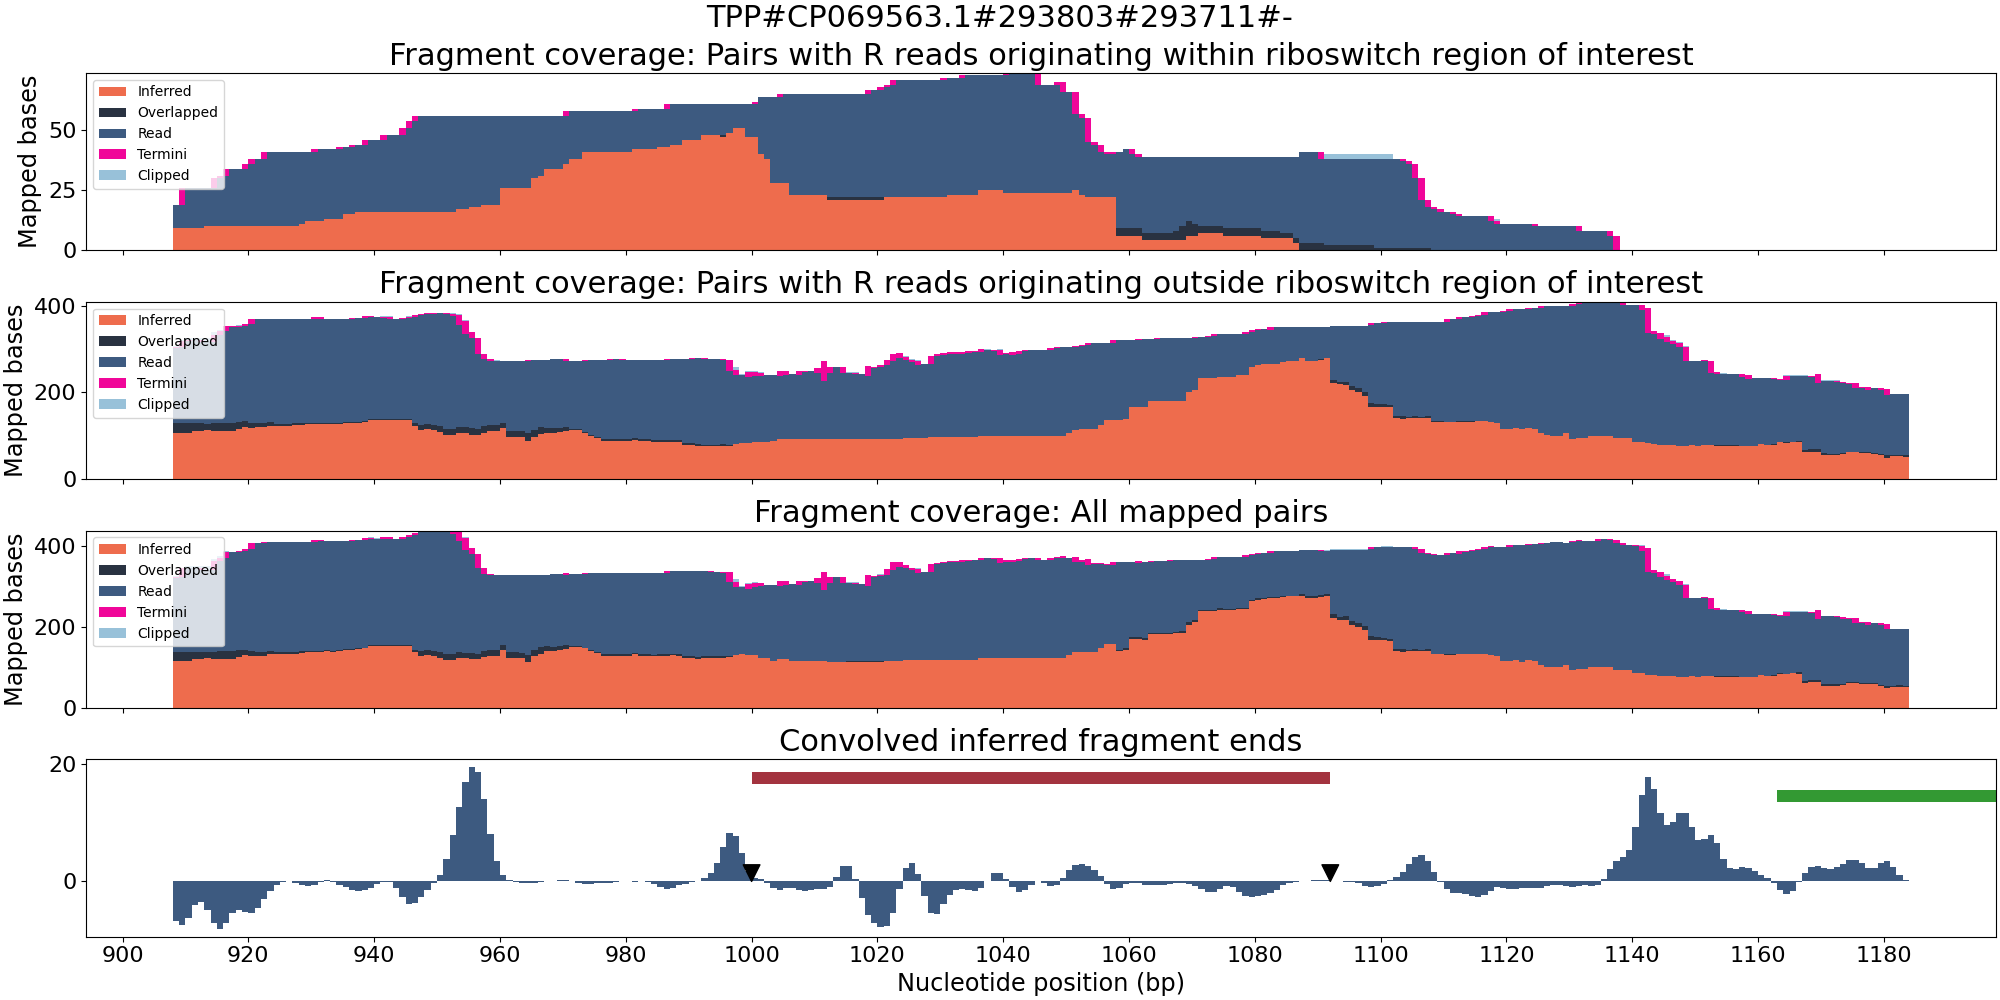 TPP#CP069563.1#293803#293711#-
Fragment coverage: Pairs with R reads originating within riboswitch region of interest
Mapped bases
50
25
0
Inferred
Overlapped
Read
Termini
Clipped
Fragment coverage: Pairs with R reads originating outside riboswitch region of interest
Mapped bases
400
200
0
Inferred
Overlapped
Read
Termini
Clipped
Fragment coverage: All mapped pairs
Mapped bases
400
200
0
Inferred
Overlapped
Read
Termini
Clipped
Convolved inferred fragment ends
20
0
900 920 940 960 980 1000 1020 1040 1060 1080 1100 1120 1140 1160 1180
Nucleotide position (bp)